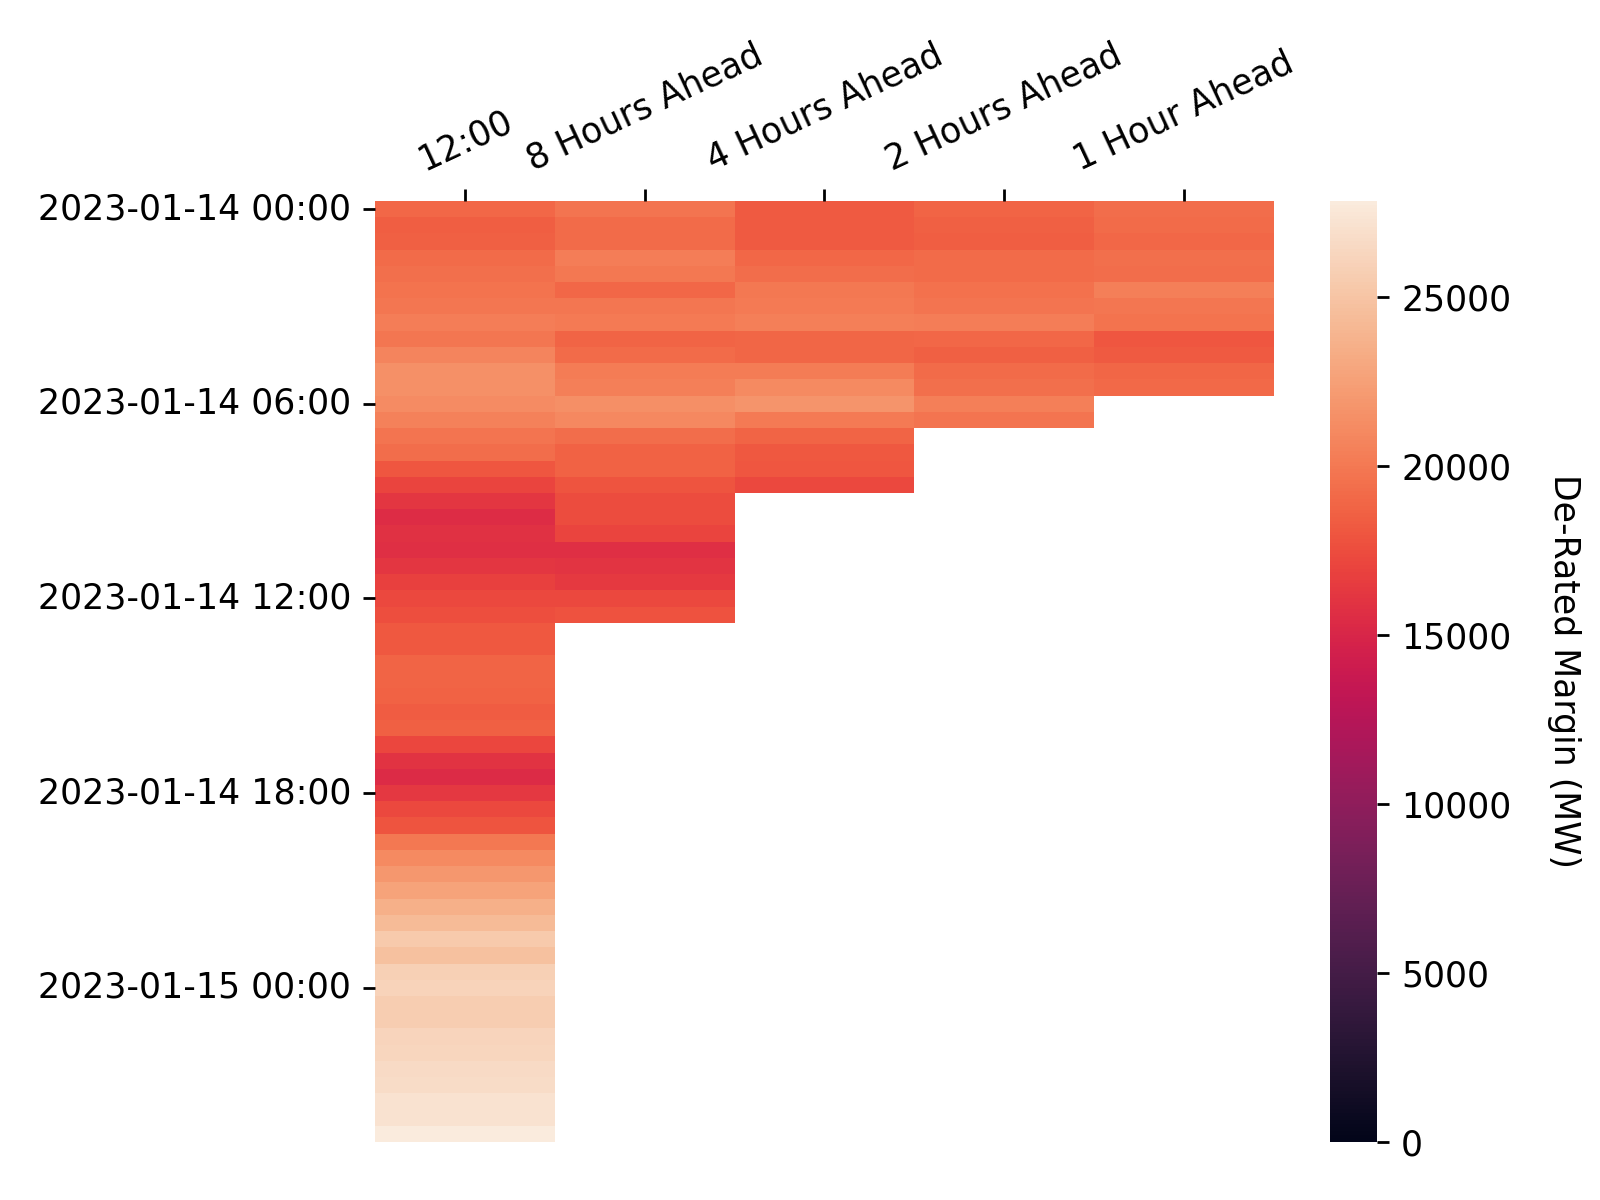 12:00
8 Hours Ahead
4 Hours Ahead
2 Hours Ahead
1 Hour Ahead
2023-01-14 00:00
2023-01-14 06:00
2023-01-14 12:00
2023-01-14 18:00
2023-01-15 00:00
25000
20000
15000
10000
5000
0
De-Rated Margin (MW)